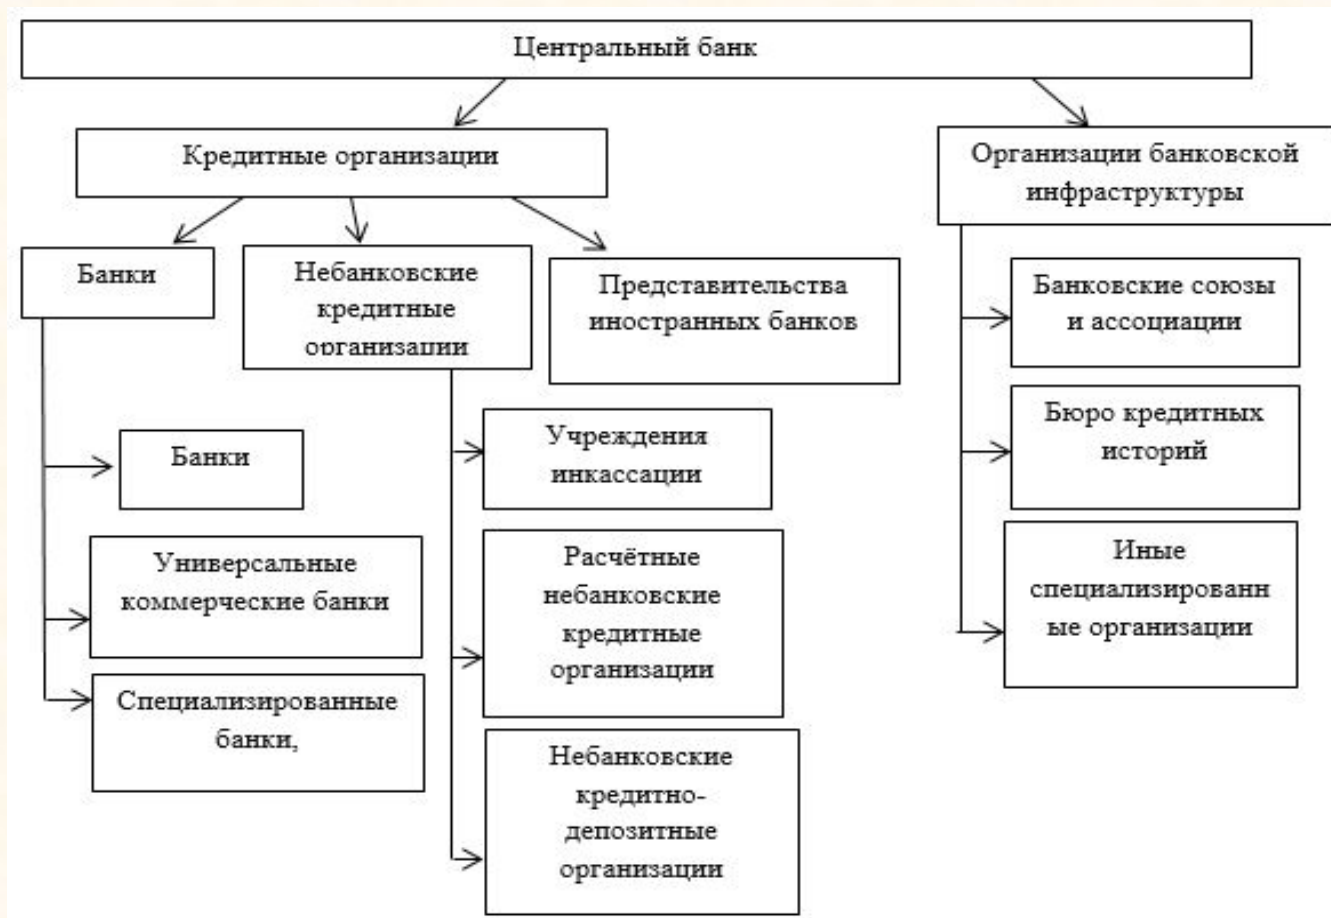 Центральный банк
Кредитные организации
Организации банковской
инфраструктуры
Банки
Небанковские
кредитные
организации
Представительства
иностранных банков
Банковские союзы
и ассоциации
Банки
Учреждения
инкассации
Бюро кредитных
историй
Универсальные
коммерческие банки
Расчётные
небанковские
кредитные
организации
Иные
специализированн
ые организации
Специализированные
банки,
Небанковские
кредитно-
депозитные
организации